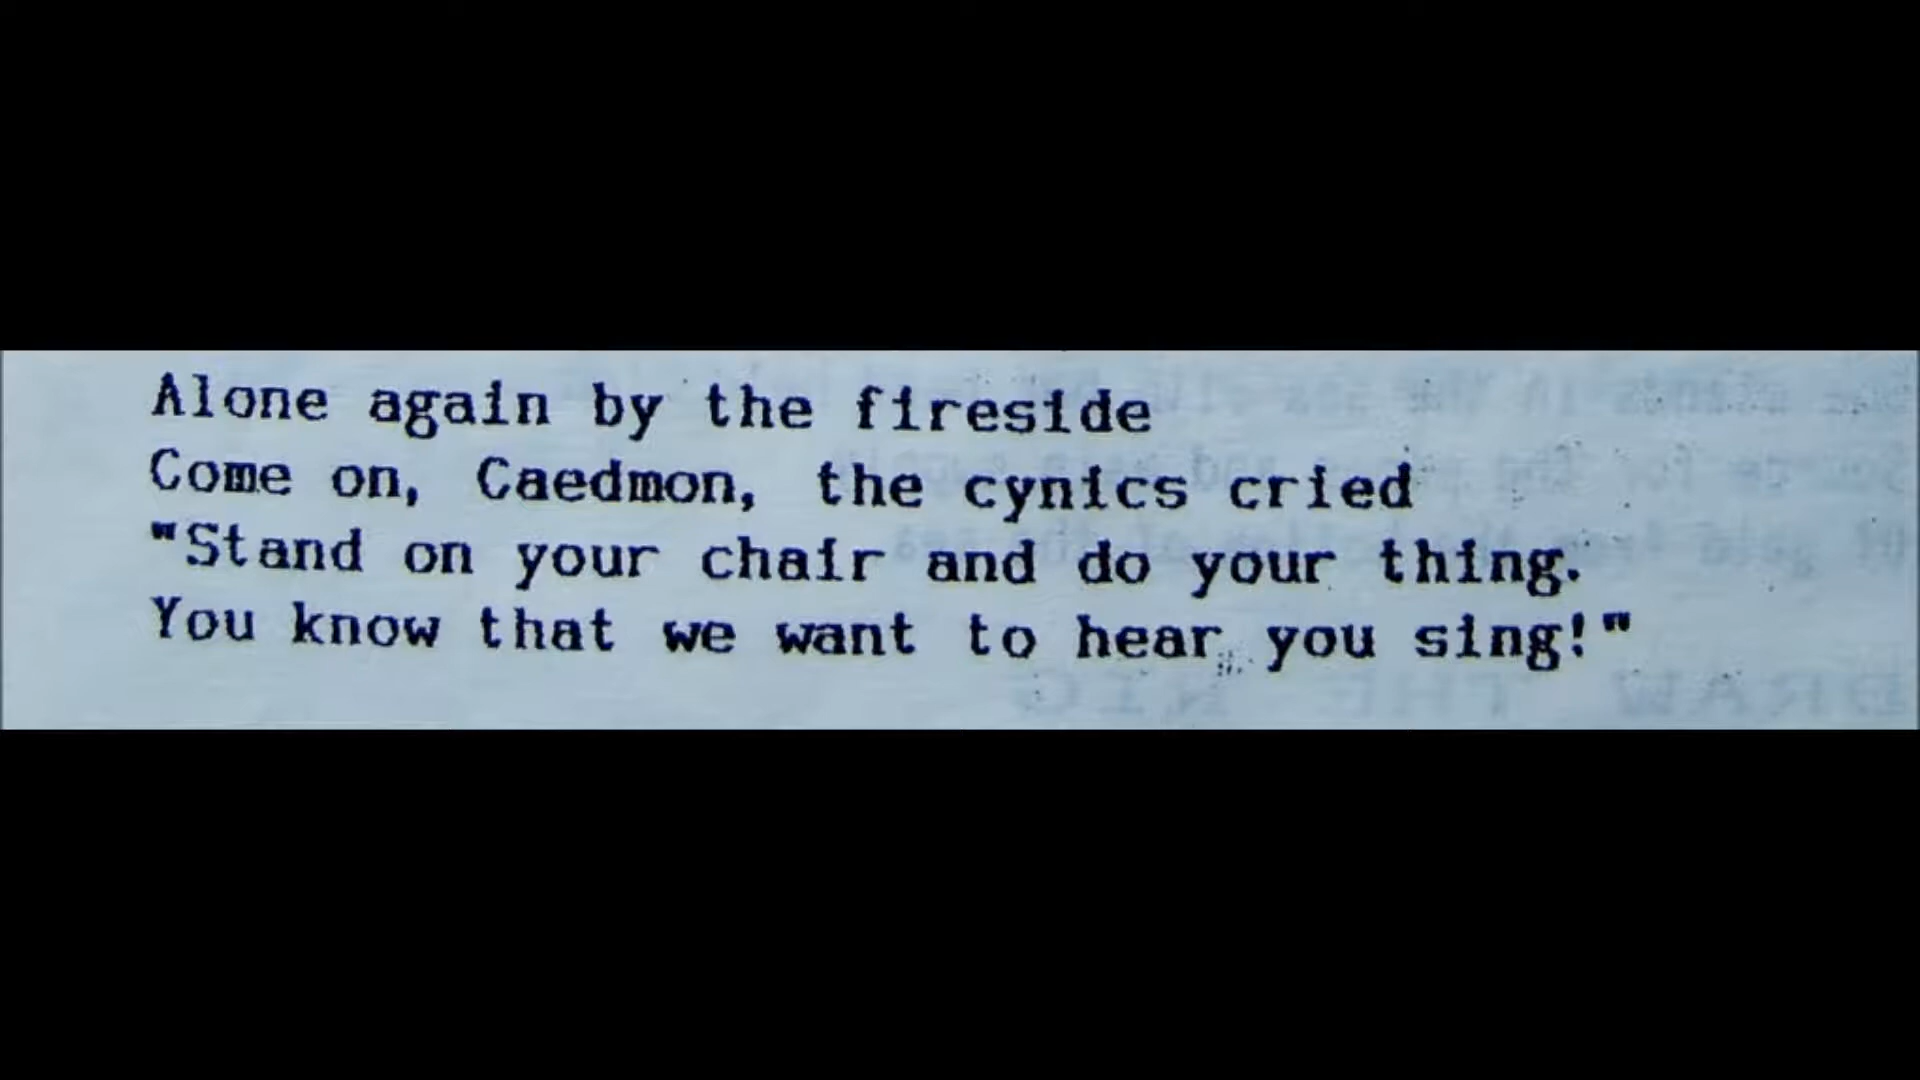 Alone again by the fireside
Come on, Caedmon, the cynics cried
"Stand on your chair and do your thing.
You know that we want to hear you sing!"